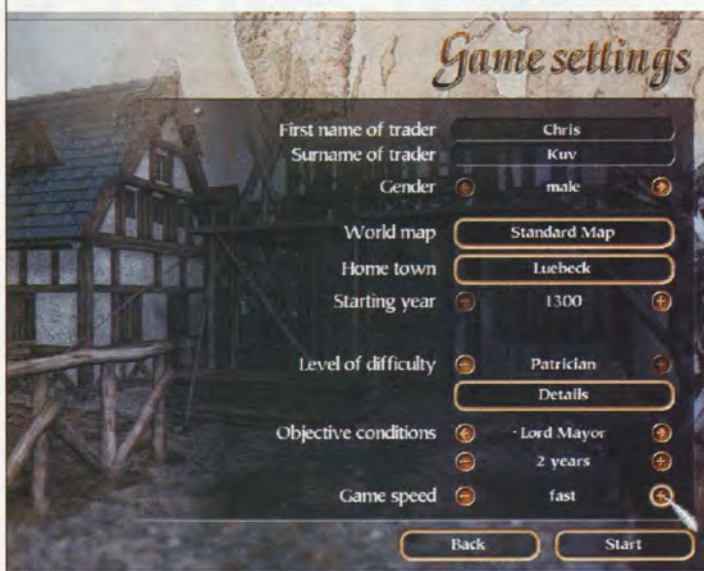 Game settings
First name of trader Chris
Surname of trader Kuv
Gender male
World map Standard Map
Home town Luebeck
Starting year 1300
Level of difficulty Patrician
Details
Objective conditions - Lord Mayor
2 years
Game speed fast
Back Start